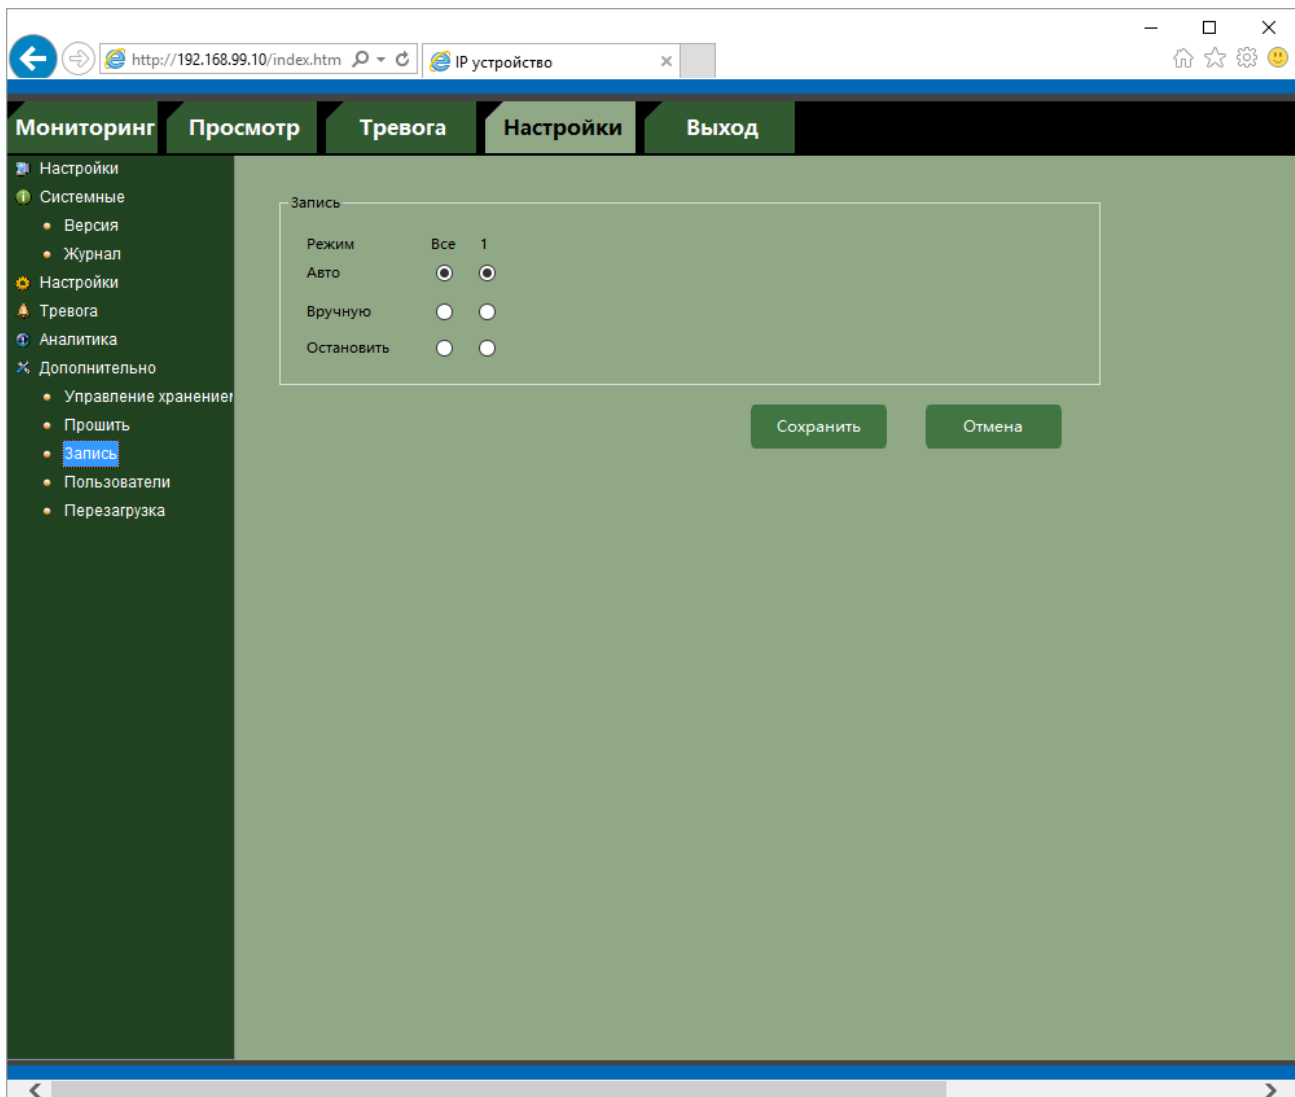 http://192.168.99.10/index.htm
IP устройство
Мониторинг Просмотр Тревога Настройки Выход
Настройки
Системные
Версия
Журнал
Настройки
Тревога
Аналитика
Дополнительно
Управление хранением
Прошить
Запись
Пользователи
Перезагрузка
Запись
Режим Все 1
Авто
Вручную
Остановить
Сохранить Отмена